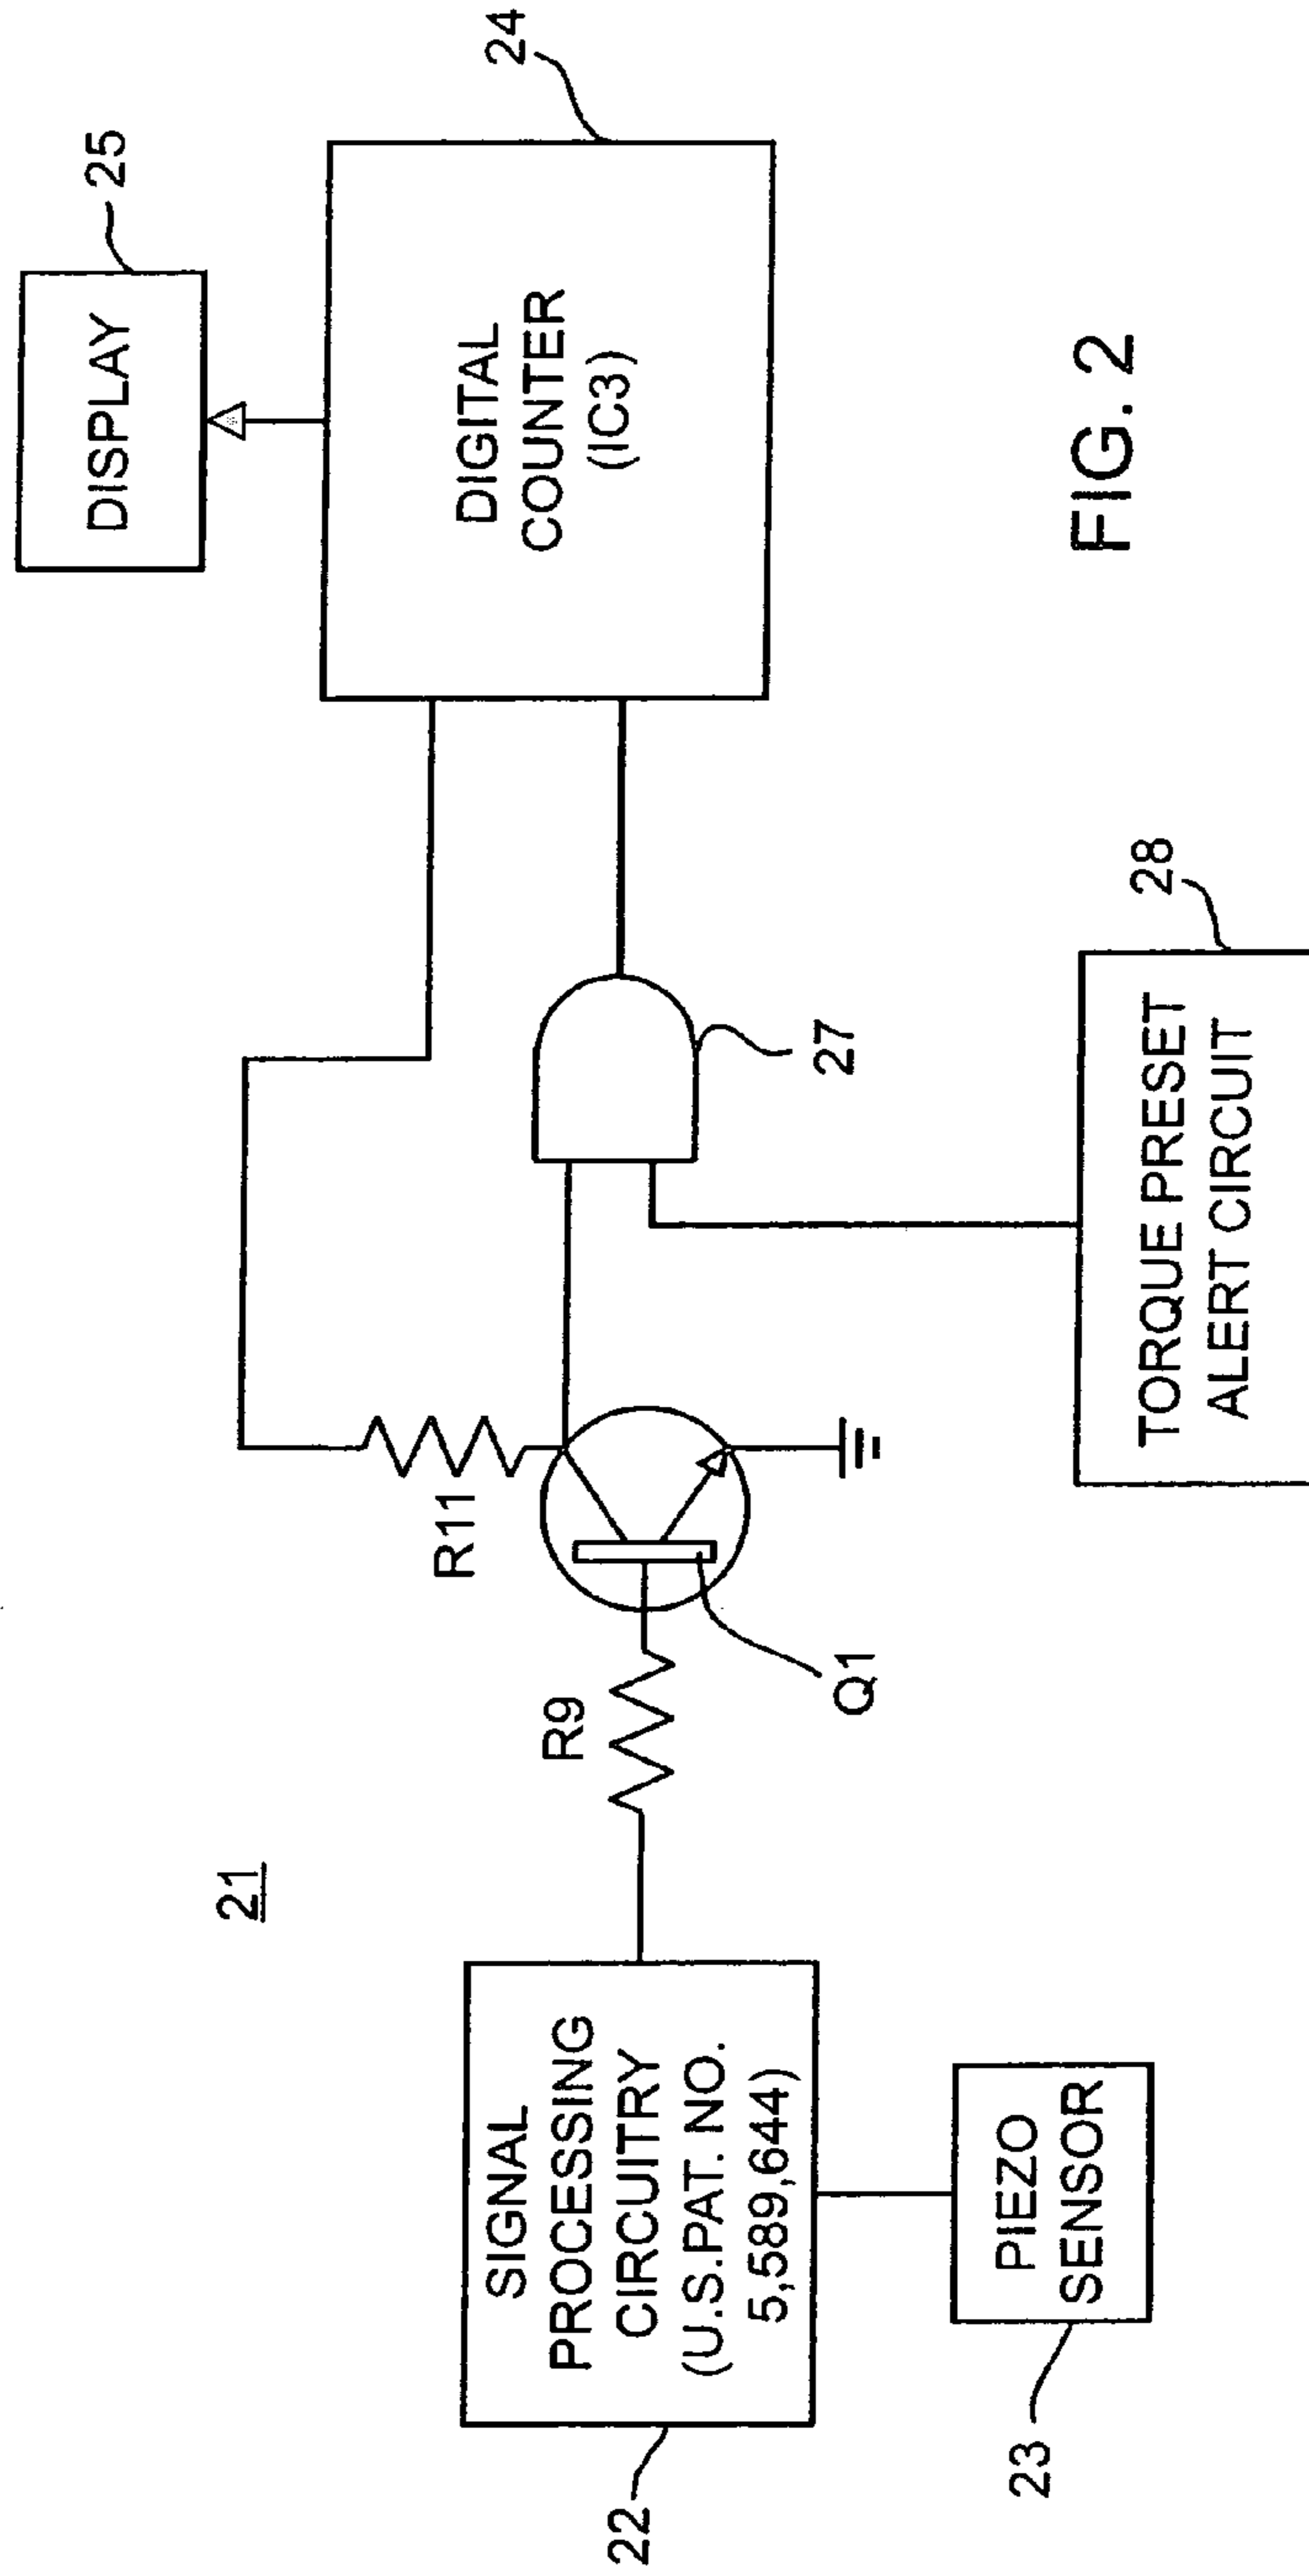 21
DISPLAY
25
DIGITAL
COUNTER
(IC3)
24
R11
R9
Q1
27
SIGNAL
PROCESSING
CIRCUITRY
(U.S.PAT. NO.
5,589,644)
22
PIEZO
SENSOR
23
TORQUE PRESET
ALERT CIRCUIT
28
FIG. 2